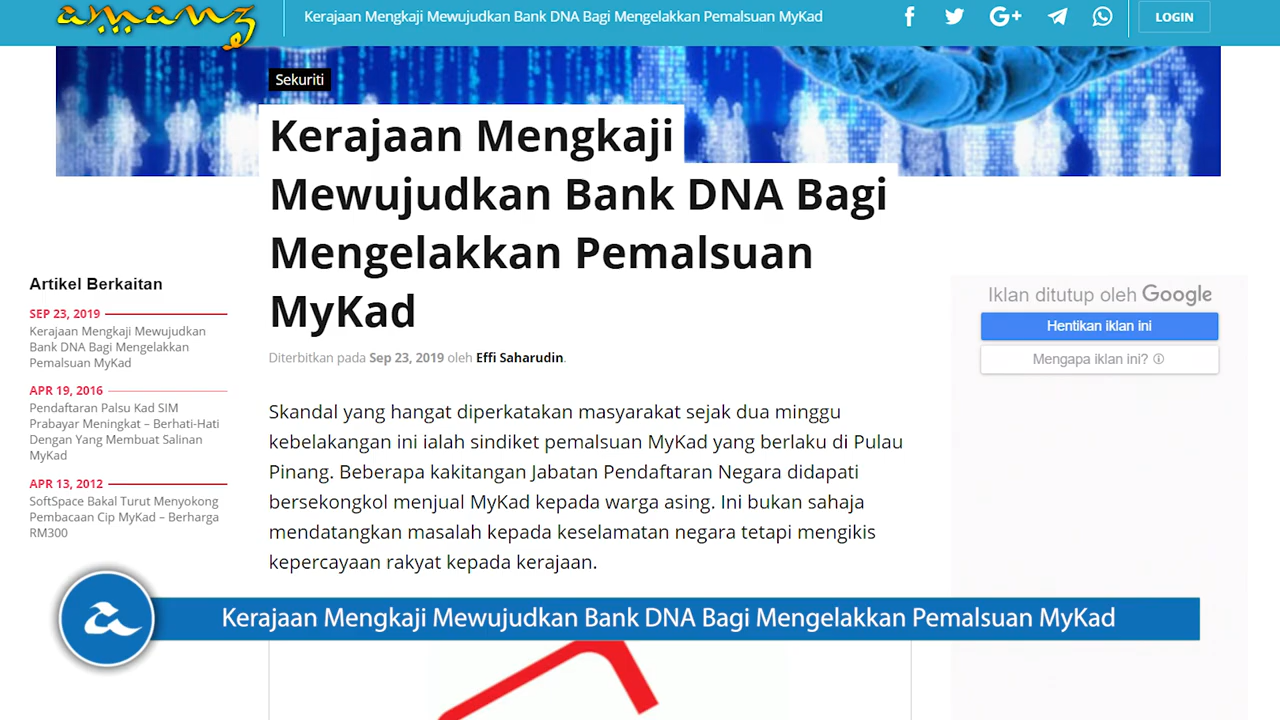 amanz
Kerajaan Mengkaji Mewujudkan Bank DNA Bagi Mengelakkan Pemalsuan MyKad
LOGIN
Sekuriti
Kerajaan Mengkaji
Mewujudkan Bank DNA Bagi
Mengelakkan Pemalsuan
MyKad
Diterbitkan pada Sep 23, 2019 oleh Effi Saharudin.
Artikel Berkaitan
SEP 23, 2019
Kerajaan Mengkaji Mewujudkan
Bank DNA Bagi Mengelakkan
Pemalsuan MyKad
APR 19, 2016
Pendaftaran Palsu Kad SIM
Prabayar Meningkat – Berhati-Hati
Dengan Yang Membuat Salinan
MyKad
APR 13, 2012
SoftSpace Bakal Turut Menyokong
Pembacaan Cip MyKad – Berharga
RM300
Skandal yang hangat diperkatakan masyarakat sejak dua minggu
kebelakangan ini ialah sindiket pemalsuan MyKad yang berlaku di Pulau
Pinang. Beberapa kakitangan Jabatan Pendaftaran Negara didapati
bersekongkol menjual MyKad kepada warga asing. Ini bukan sahaja
mendatangkan masalah kepada keselamatan negara tetapi mengikis
kepercayaan rakyat kepada kerajaan.
Iklan ditutup oleh Google
Hentikan iklan ini
Mengapa iklan ini?
Kerajaan Mengkaji Mewujudkan Bank DNA Bagi Mengelakkan Pemalsuan MyKad